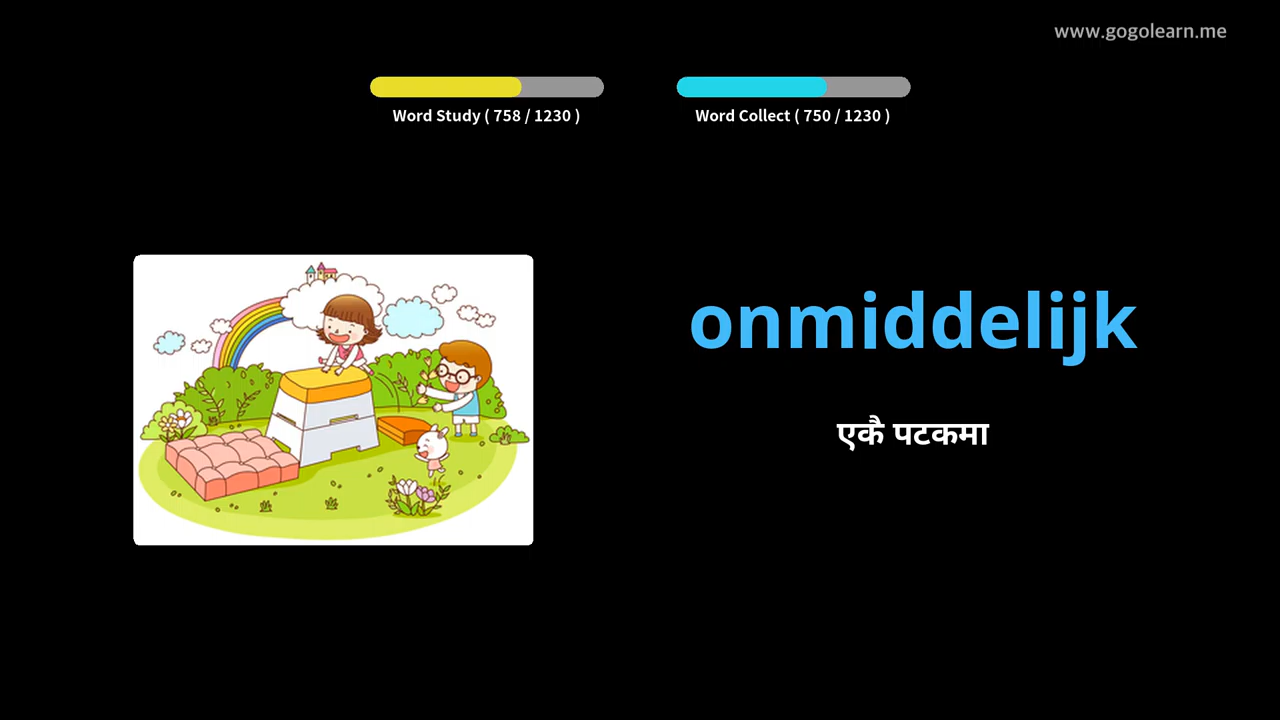 www.gogolearn.me
Word Study ( 758 / 1230 )
Word Collect ( 750 / 1230 )
onmiddelijk
एकै पटकमा